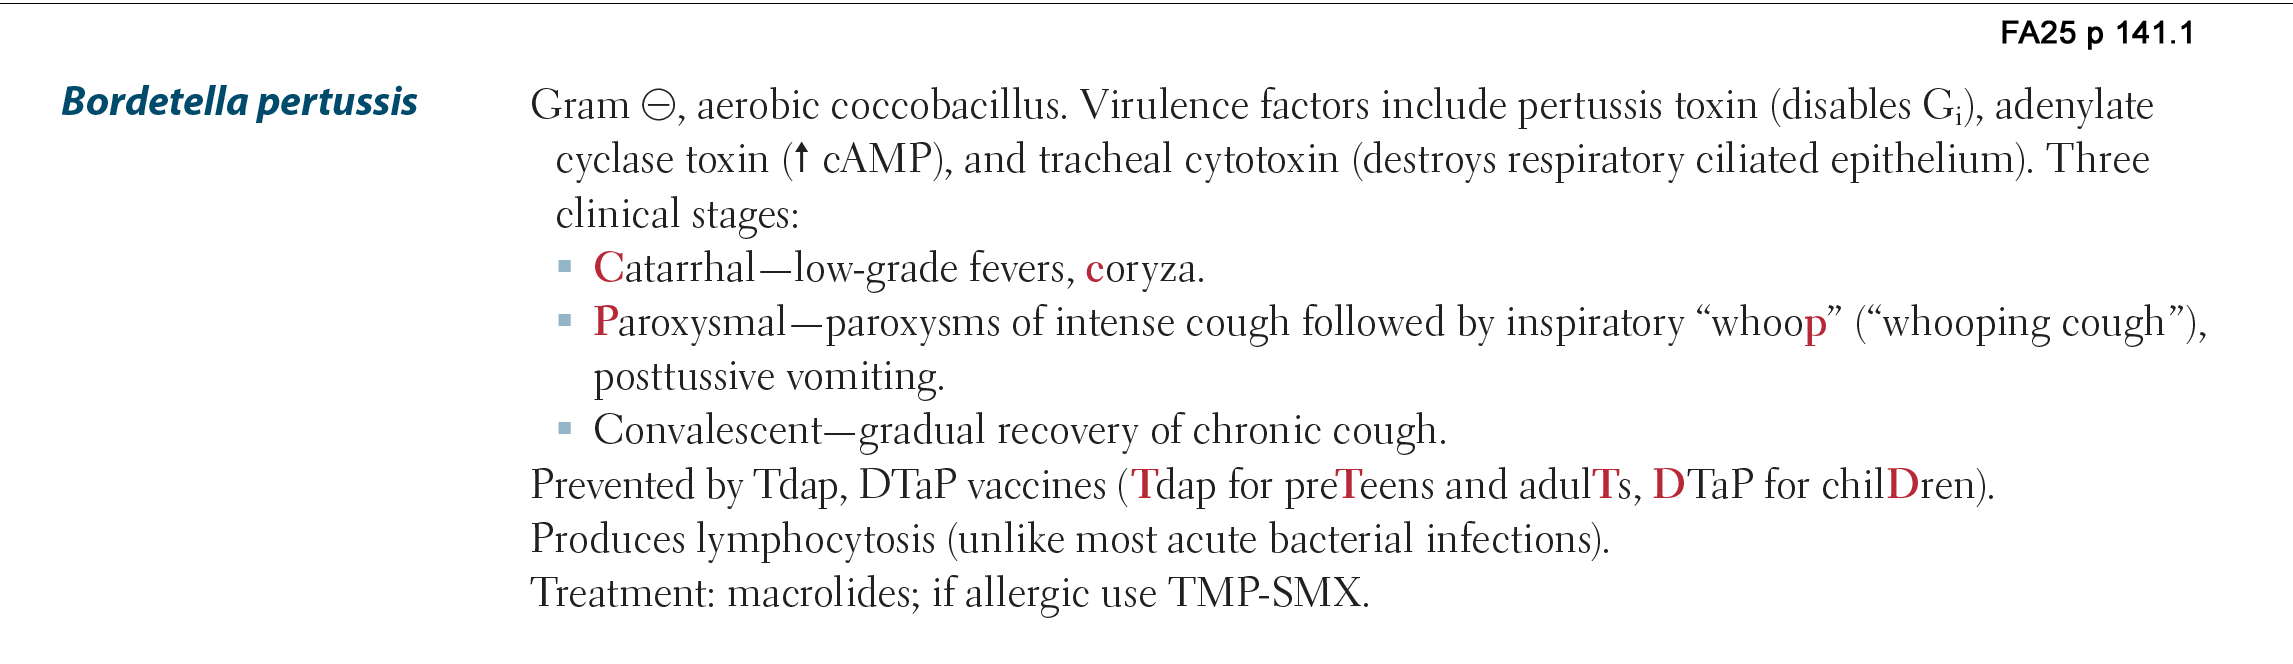 FA25 p 141.1
Bordetella pertussis
Gram ⊖, aerobic coccobacillus. Virulence factors include pertussis toxin (disables Gᵢ), adenylate
cyclase toxin (↑ cAMP), and tracheal cytotoxin (destroys respiratory ciliated epithelium). Three
clinical stages:
▪ Catarrhal—low-grade fevers, coryza.
▪ Paroxysmal—paroxysms of intense cough followed by inspiratory “whoop” (“whooping cough”),
posttussive vomiting.
▪ Convalescent—gradual recovery of chronic cough.
Prevented by Tdap, DTaP vaccines (Tdap for preTeens and adulTs, DTaP for chilDren).
Produces lymphocytosis (unlike most acute bacterial infections).
Treatment: macrolides; if allergic use TMP-SMX.